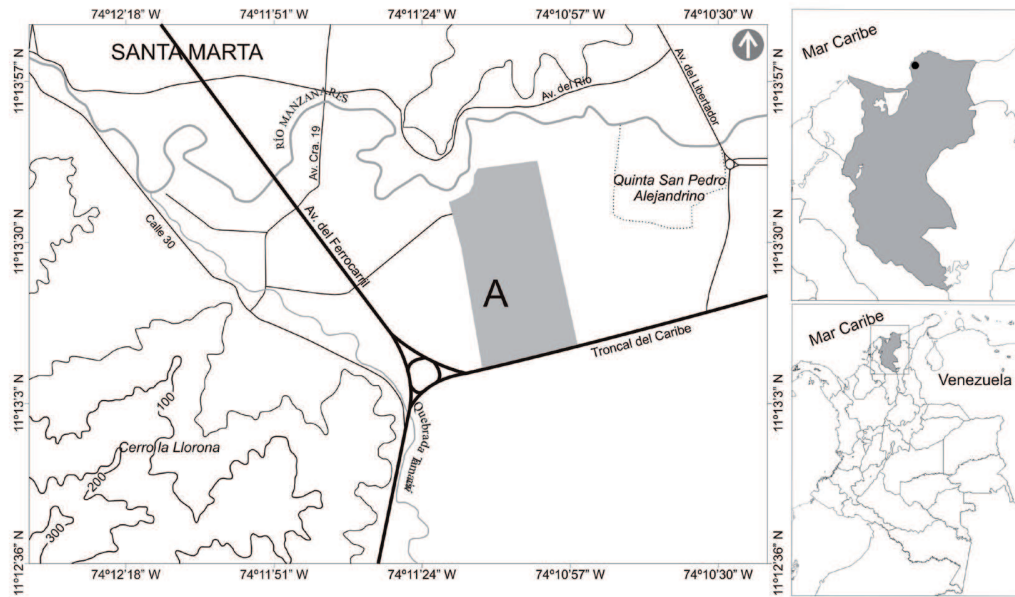 74°12'18" W
74°11'51" W
74°11'24" W
74°10'57" W
74°10'30" W
SANTA MARTA
11°13'57" N
11°13'57" N
RÍO MANZANARES
Av. del Río
Av. del Libertador
Av. Cra. 19
Quinta San Pedro
Alejandrino
Calle 30
Av. del Ferrocarril
11°13'30" N
11°13'30" N
A
Troncal del Caribe
11°13'3" N
11°13'3" N
100
Quebrada Tamacá
Cerro la Llorona
200
300
11°12'36" N
11°12'36" N
74°12'18" W
74°11'51" W
74°11'24" W
74°10'57" W
74°10'30" W
Mar Caribe
Mar Caribe
Venezuela